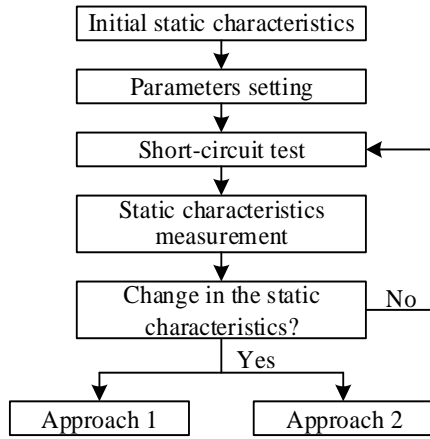 Initial static characteristics
Parameters setting
Short-circuit test
Static characteristics
measurement
Change in the static
characteristics?
No
Yes
Approach 1
Approach 2